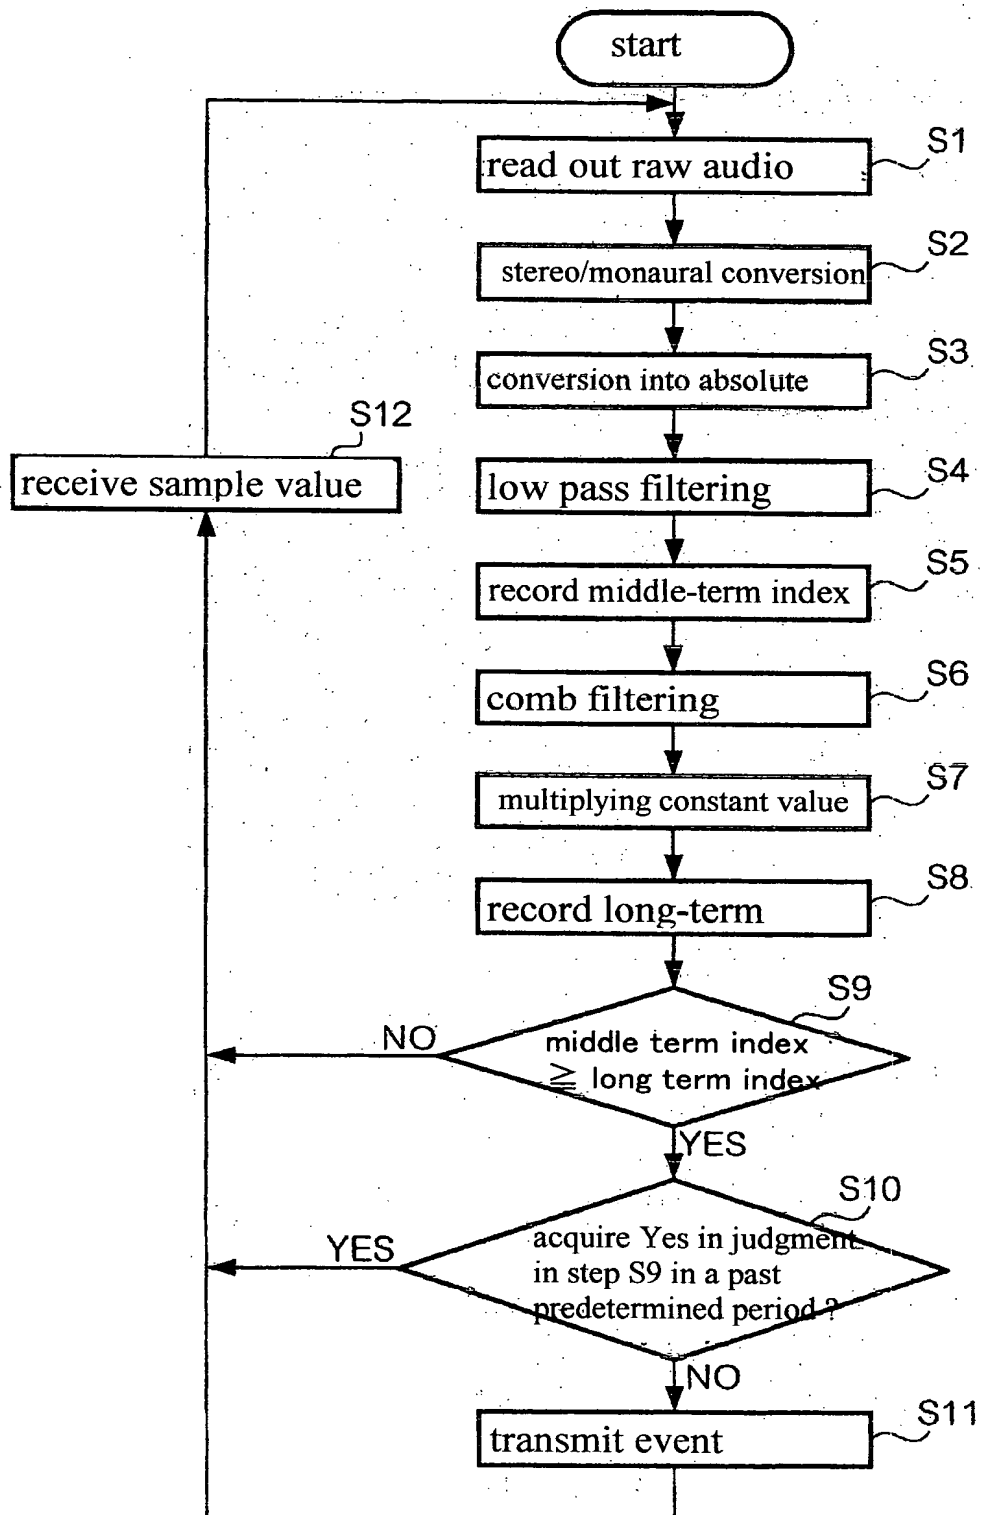 start
S1
read out raw audio
S2
stereo/monaural conversion
S3
conversion into absolute
S12
receive sample value
S4
low pass filtering
S5
record middle-term index
S6
comb filtering
S7
multiplying constant value
S8
record long-term
S9
NO
middle term index
≧ long term index
YES
S10
YES
acquire Yes in judgment
in step S9 in a past
predetermined period ?
NO
S11
transmit event